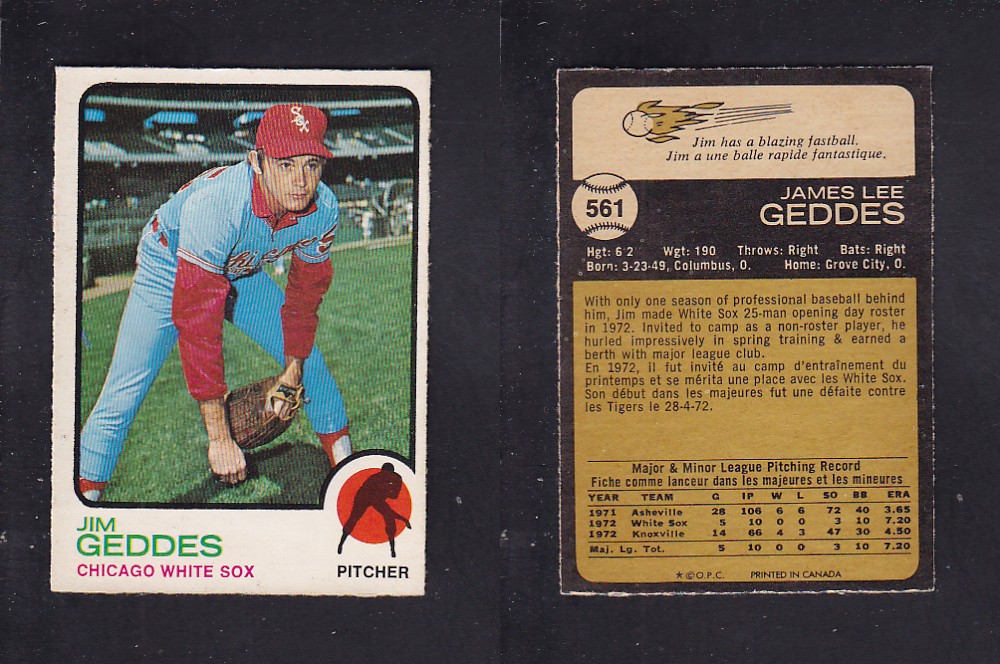 Sox
Chicago
JIM
GEDDES
CHICAGO WHITE SOX
PITCHER
Jim has a blazing fastball.
Jim a une balle rapide fantastique.
561
JAMES LEE
GEDDES
Hgt: 6 2 Wgt: 190 Throws: Right Bats: Right
Born: 3-23-49, Columbus, O. Home: Grove City, O.
With only one season of professional baseball behind
him, Jim made White Sox 25-man opening day roster
in 1972. Invited to camp as a non-roster player, he
hurled impressively in spring training & earned a
berth with major league club.
En 1972, il fut invité au camp d'entraînement du
printemps et se mérita une place avec les White Sox.
Son début dans les majeures fut une défaite contre
les Tigers le 28-4-72.
Major & Minor League Pitching Record
Fiche comme lanceur dans les majeures et les mineures
YEAR TEAM G IP W L SO BB ERA
1971 Asheville 28 106 6 6 72 40 3.65
1972 White Sox 5 10 0 0 3 10 7.20
1972 Knoxville 14 66 4 3 47 30 4.50
Maj. Lg. Tot. 5 10 0 0 3 10 7.20
★ © O.P.C. PRINTED IN CANADA